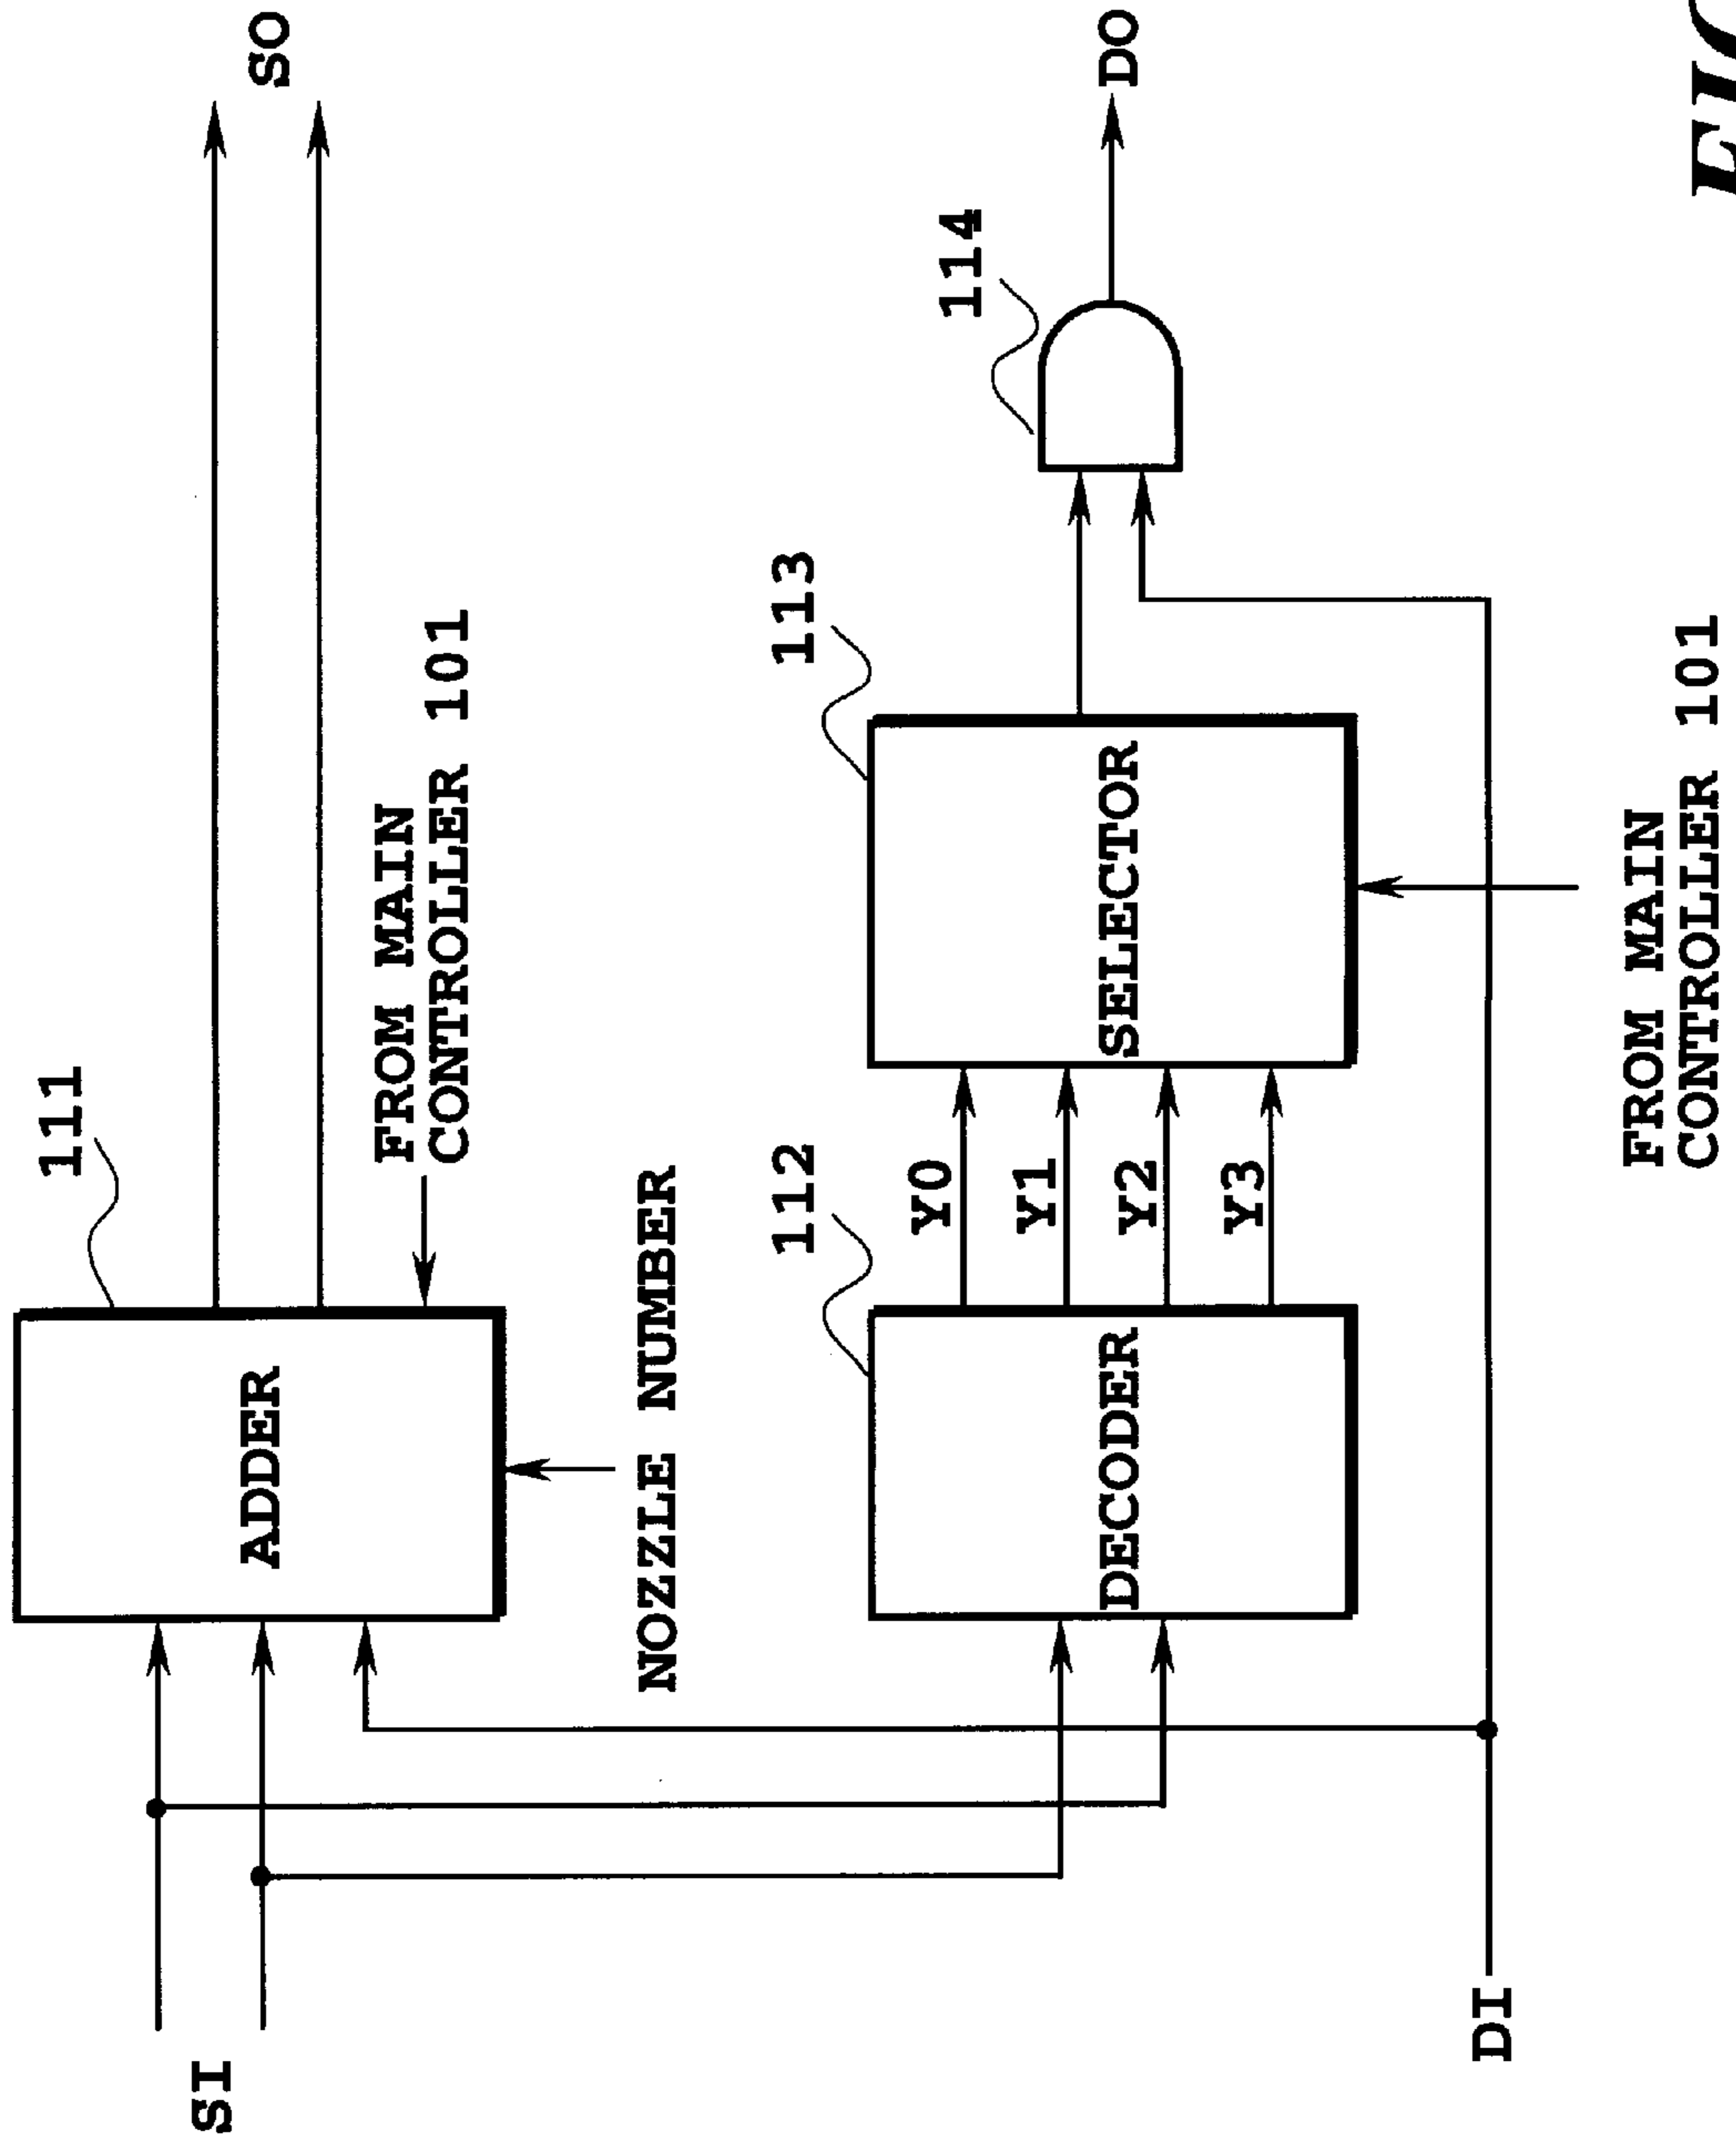 SO
111
ADDER
FROM MAIN
CONTROLLER 101
SI
NOZZLE NUMBER
112
113
114
Y0
Y1
Y2
Y3
DECODER
SELECTOR
DO
DI
FROM MAIN
CONTROLLER 101